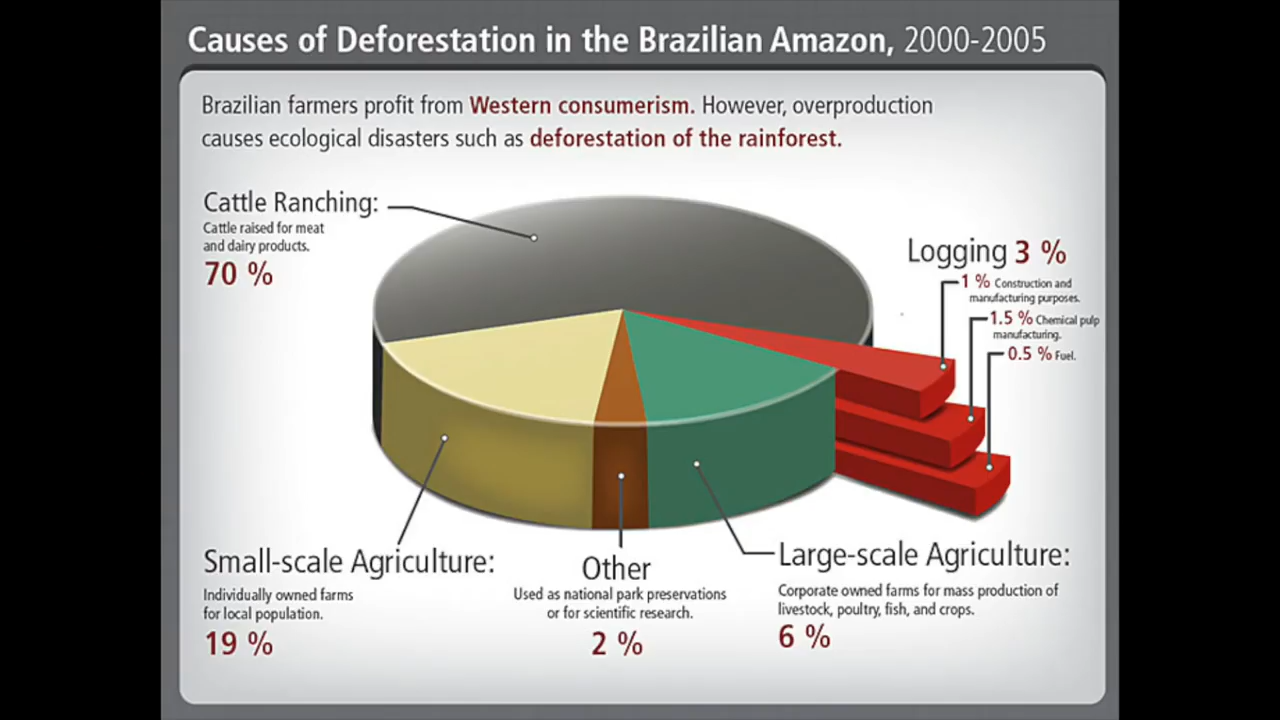 Causes of Deforestation in the Brazilian Amazon, 2000-2005
Brazilian farmers profit from Western consumerism. However, overproduction
causes ecological disasters such as deforestation of the rainforest.
Cattle Ranching:
Cattle raised for meat
and dairy products.
70 %
Logging 3 %
1 % Construction and
manufacturing purposes.
1.5 % Chemical pulp
manufacturing.
0.5 % Fuel.
Small-scale Agriculture:
Individually owned farms
for local population.
19 %
Other
Used as national park preservations
or for scientific research.
2 %
Large-scale Agriculture:
Corporate owned farms for mass production of
livestock, poultry, fish, and crops.
6 %